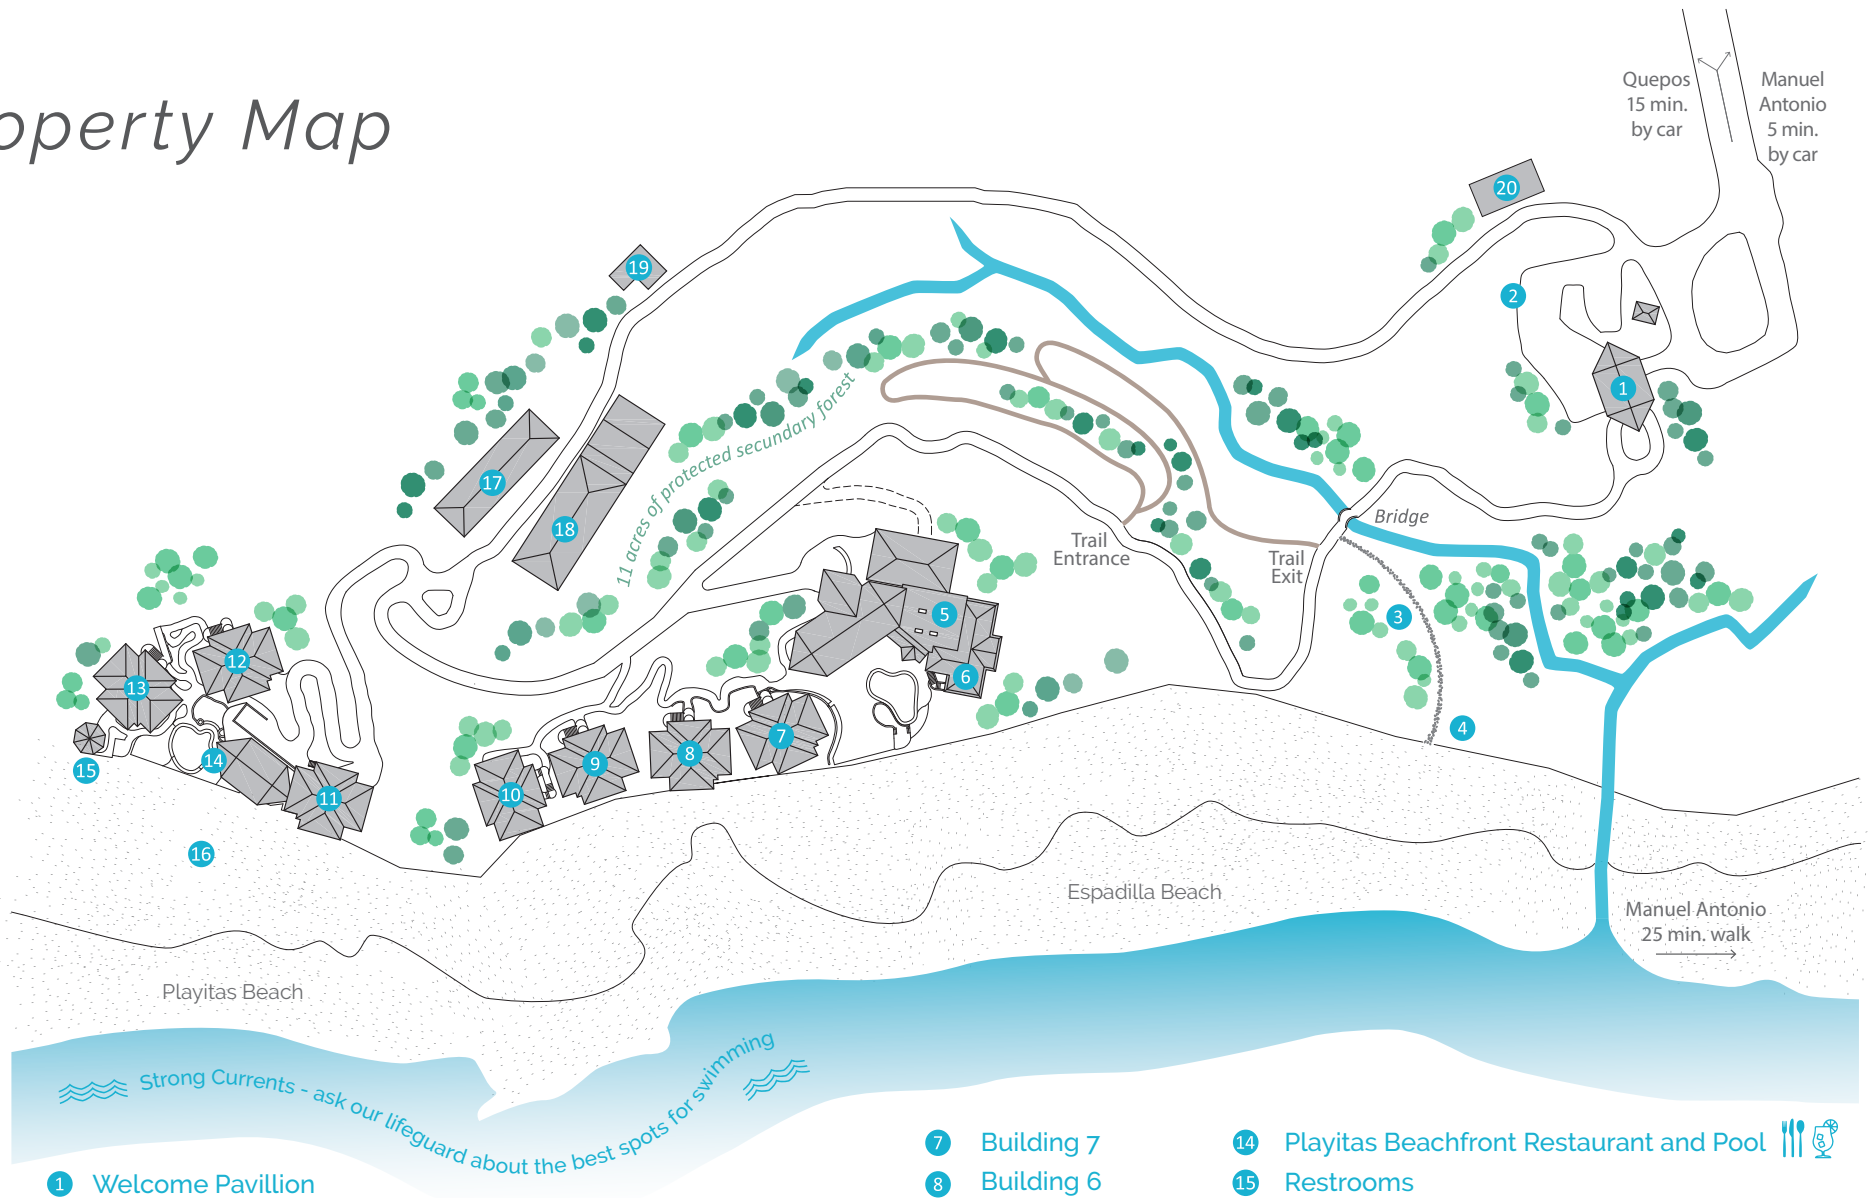 operty Map
Quepos
15 min.
by car
Manuel
Antonio
5 min.
by car
20
19
2
1
17
18
11 acres of protected secundary forest
Bridge
Trail
Entrance
Trail
Exit
3
5
6
12
13
4
7
8
9
10
14
15
11
16
Espadilla Beach
Manuel Antonio
25 min. walk
Playitas Beach
Strong Currents - ask our lifeguard about the best spots for swimming
1 Welcome Pavillion
7 Building 7
8 Building 6
14 Playitas Beachfront Restaurant and Pool
15 Restrooms